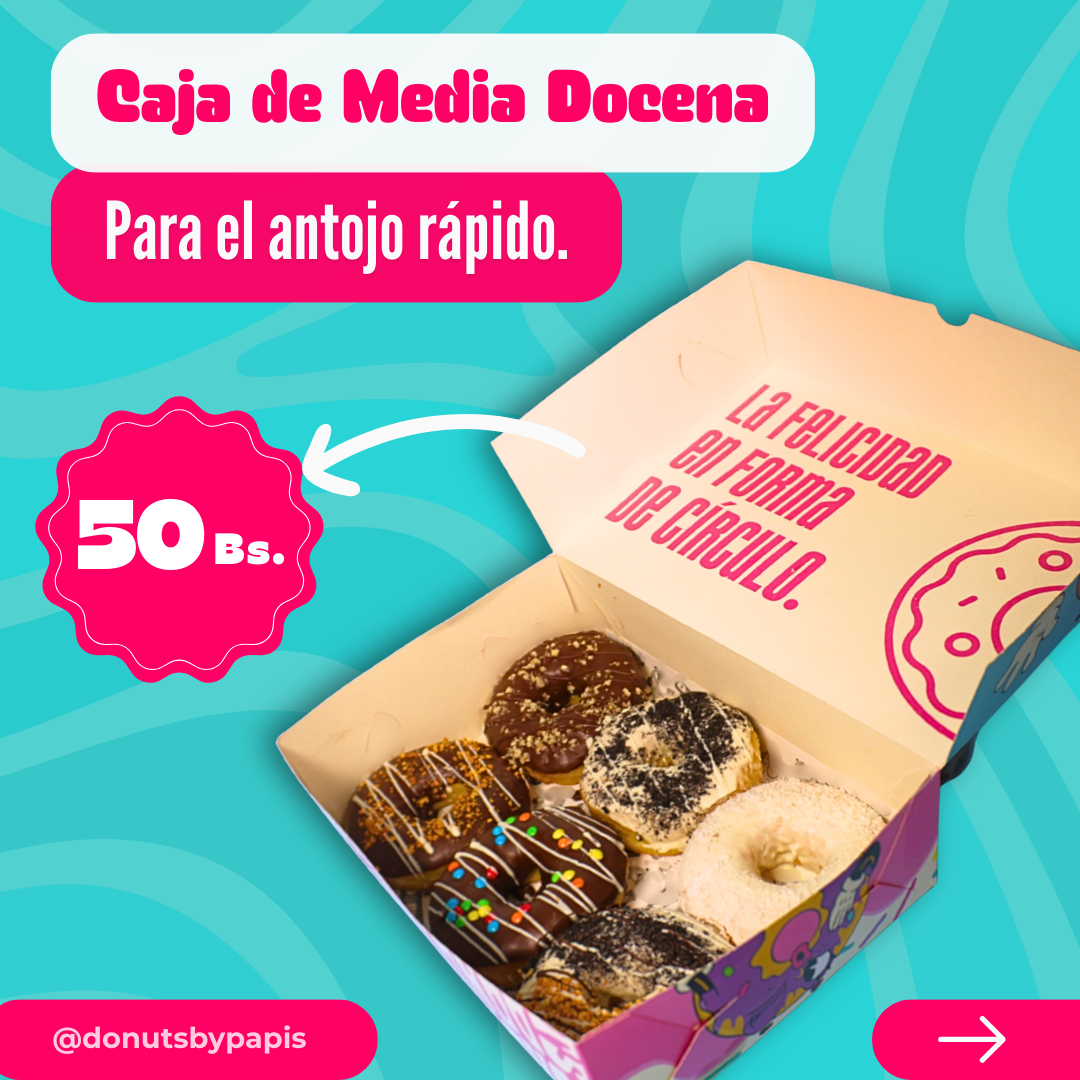 Caja de Media Docena
Para el antojo rápido.
La Felicidad
en Forma
de Círculo.
50 Bs.
@donutsbypapis